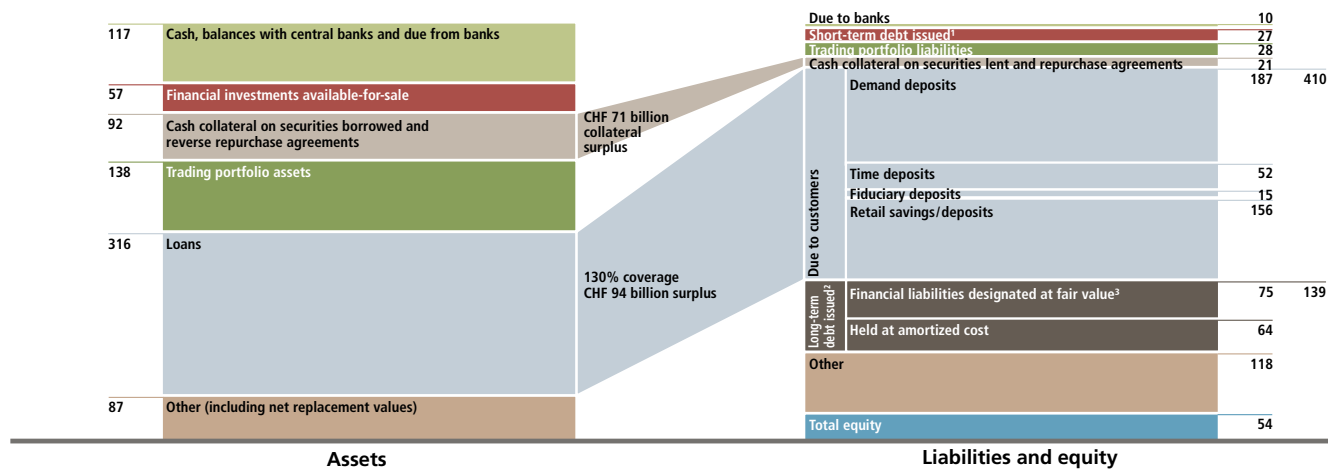 117 Cash, balances with central banks and due from banks
57 Financial investments available-for-sale
92 Cash collateral on securities borrowed and
reverse repurchase agreements
138 Trading portfolio assets
316 Loans
87 Other (including net replacement values)
Assets
CHF 71 billion
collateral
surplus
130% coverage
CHF 94 billion surplus
Due to banks 10
Short-term debt issued¹ 27
Trading portfolio liabilities 28
Cash collateral on securities lent and repurchase agreements 21
Due to customers
Demand deposits 187 410
Time deposits 52
Fiduciary deposits 15
Retail savings/deposits 156
Long-term
debt issued²
Financial liabilities designated at fair value³ 75 139
Held at amortized cost 64
Other 118
Total equity 54
Liabilities and equity